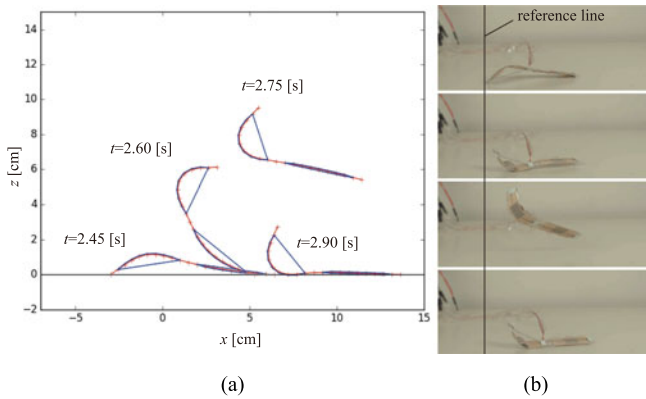 14
12
10
8
6
4
2
0
−2
z [cm]
t=2.75 [s]
t=2.60 [s]
t=2.45 [s]
t=2.90 [s]
−5
0
5
10
15
x [cm]
(a)
reference line
(b)